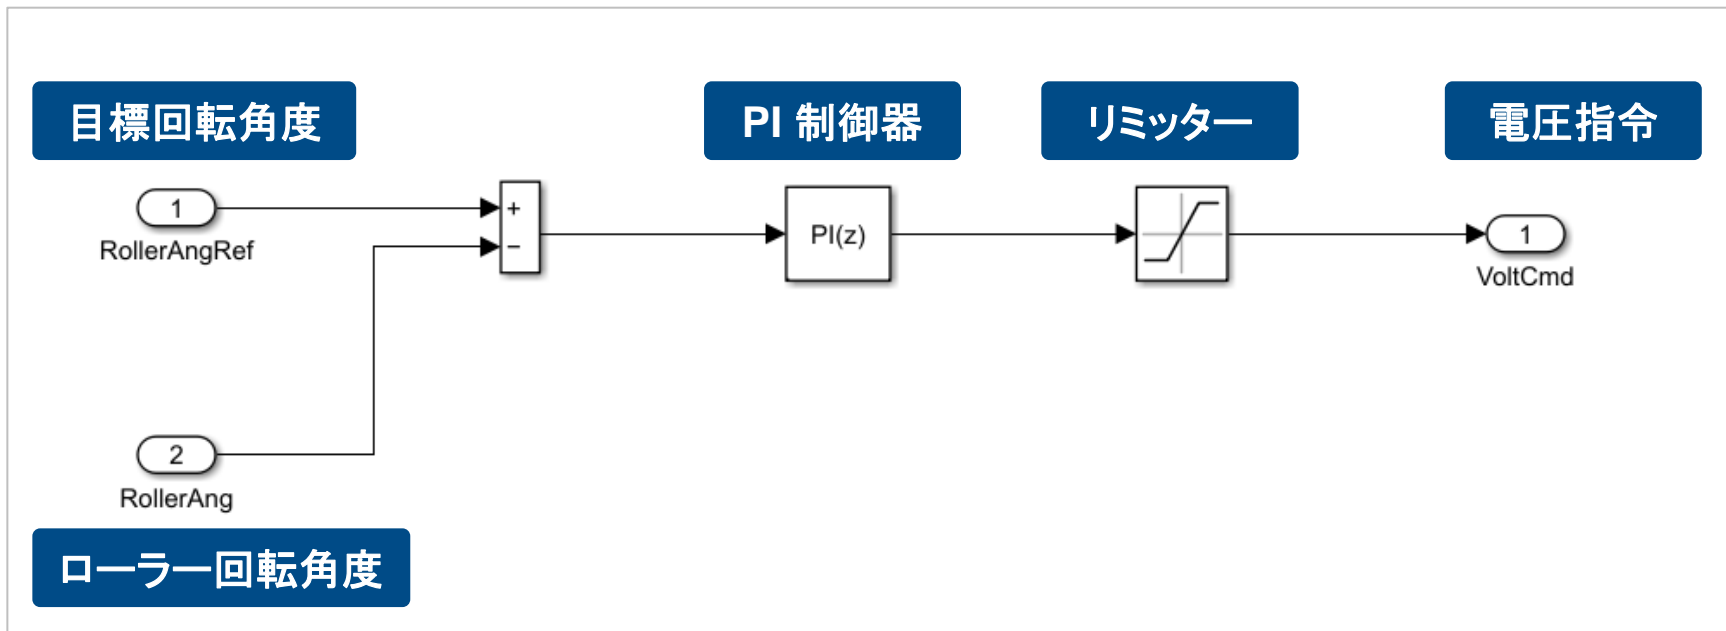 目標回転角度
PI 制御器
リミッター
電圧指令
1
RollerAngRef
+
−
PI(z)
1
VoltCmd
2
RollerAng
ローラー回転角度